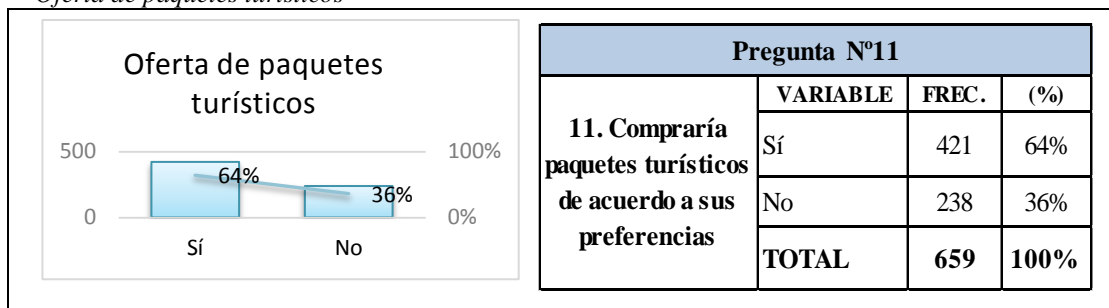 Oferta de paquetes turísticos
Oferta de paquetes
turísticos
500
100%
64%
36%
0
0%
Sí
No
Pregunta Nº11
VARIABLE FREC. (%)
11. Compraría
paquetes turísticos
de acuerdo a sus
preferencias
Sí 421 64%
No 238 36%
TOTAL 659 100%